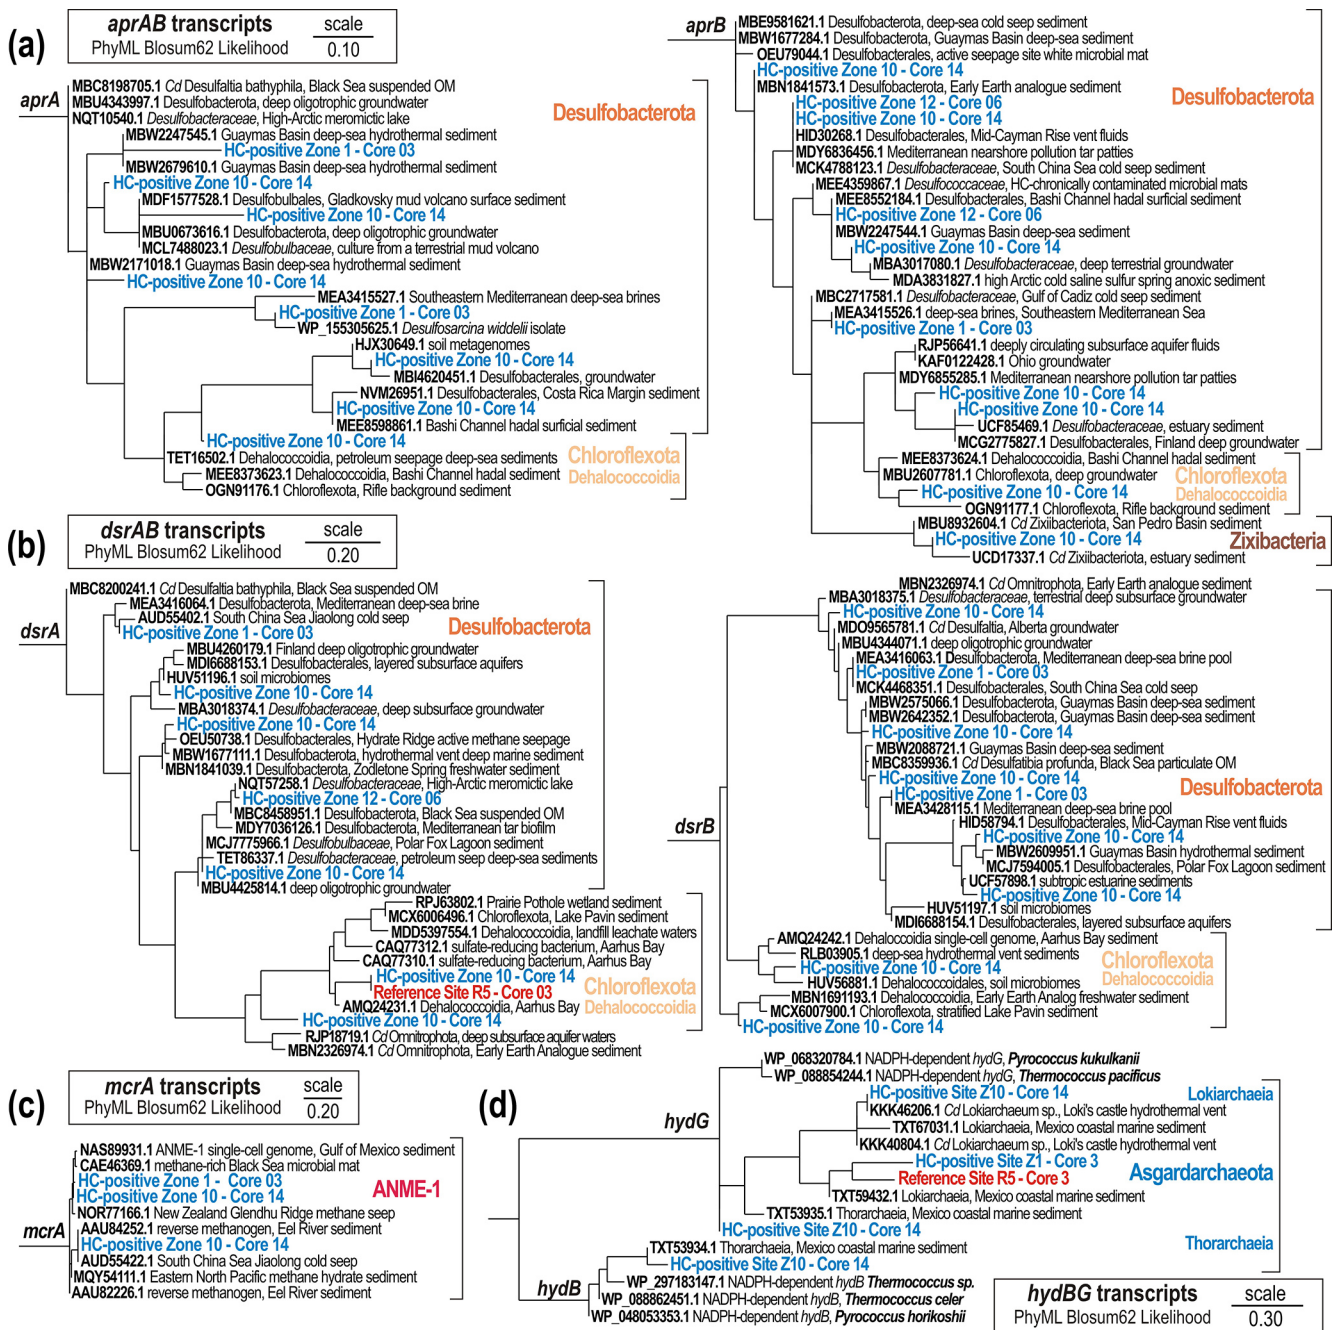 (a)
aprAB transcripts
PhyML Blosum62 Likelihood
scale
0.10
aprA
MBC8198705.1 Cd Desulfaltia bathyphila, Black Sea suspended OM
MBU4343997.1 Desulfobacterota, deep oligotrophic groundwater
NQT10540.1 Desulfobacteraceae, High-Arctic meromictic lake
Desulfobacterota
MBW2247545.1 Guaymas Basin deep-sea hydrothermal sediment
HC-positive Zone 1 - Core 03
MBW2679610.1 Guaymas Basin deep-sea hydrothermal sediment
HC-positive Zone 10 - Core 14
MDF1577528.1 Desulfobulbales, Gladkovsky mud volcano surface sediment
HC-positive Zone 10 - Core 14
MBU0673616.1 Desulfobacterota, deep oligotrophic groundwater
MCL7488023.1 Desulfobulbaceae, culture from a terrestrial mud volcano
MBW2171018.1 Guaymas Basin deep-sea hydrothermal sediment
HC-positive Zone 10 - Core 14
MEA3415527.1 Southeastern Mediterranean deep-sea brines
HC-positive Zone 1 - Core 03
WP_155305625.1 Desulfosarcina widdelii isolate
HJX30649.1 soil metagenomes
HC-positive Zone 10 - Core 14
MBI4620451.1 Desulfobacterales, groundwater
NVM26951.1 Desulfobacterales, Costa Rica Margin sediment
HC-positive Zone 10 - Core 14
MEE8598861.1 Bashi Channel hadal surficial sediment
HC-positive Zone 10 - Core 14
TET16502.1 Dehalococcoidia, petroleum seepage deep-sea sediments
MEE8373623.1 Dehalococcoidia, Bashi Channel hadal sediment
OGN91176.1 Chloroflexota, Rifle background sediment
Chloroflexota
Dehalococcoidia
aprB
MBE9581621.1 Desulfobacterota, deep-sea cold seep sediment
MBW1677284.1 Desulfobacterota, Guaymas Basin deep-sea sediment
OEU79044.1 Desulfobacterales, active seepage site white microbial mat
HC-positive Zone 10 - Core 14
MBN1841573.1 Desulfobacterota, Early Earth analogue sediment
Desulfobacterota
HC-positive Zone 12 - Core 06
HC-positive Zone 10 - Core 14
HID30268.1 Desulfobacterales, Mid-Cayman Rise vent fluids
MDY6836456.1 Mediterranean nearshore pollution tar patties
MCK4788123.1 Desulfobacteraceae, South China Sea cold seep sediment
MEE4359867.1 Desulfococcaceae, HC-chronically contaminated microbial mats
MEE8552184.1 Desulfobacterales, Bashi Channel hadal surficial sediment
HC-positive Zone 12 - Core 06
MBW2247544.1 Guaymas Basin deep-sea sediment
HC-positive Zone 10 - Core 14
MBA3017080.1 Desulfobacteraceae, deep terrestrial groundwater
MDA3831827.1 high Arctic cold saline sulfur spring anoxic sediment
MBC2717581.1 Desulfobacteraceae, Gulf of Cadiz cold seep sediment
MEA3415526.1 deep-sea brines, Southeastern Mediterranean Sea
HC-positive Zone 1 - Core 03
RJP56641.1 deeply circulating subsurface aquifer fluids
KAF0122428.1 Ohio groundwater
MDY6855285.1 Mediterranean nearshore pollution tar patties
HC-positive Zone 10 - Core 14
HC-positive Zone 10 - Core 14
UCF85469.1 Desulfobacteraceae, estuary sediment
MCG2775827.1 Desulfobacterales, Finland deep groundwater
MEE8373624.1 Dehalococcoidia, Bashi Channel hadal sediment
MBU2607781.1 Chloroflexota, deep groundwater
HC-positive Zone 10 - Core 14
OGN91177.1 Chloroflexota, Rifle background sediment
Chloroflexota
Dehalococcoidia
MBU8932604.1 Cd Zixiibacteriota, San Pedro Basin sediment
HC-positive Zone 10 - Core 14
UCD17337.1 Cd Zixiibacteriota, estuary sediment
Zixibacteria
(b)
dsrAB transcripts
PhyML Blosum62 Likelihood
scale
0.20
dsrA
MBC8200241.1 Cd Desulfaltia bathyphila, Black Sea suspended OM
MEA3416064.1 Desulfobacterota, Mediterranean deep-sea brine
AUD55402.1 South China Sea Jiaolong cold seep
HC-positive Zone 1 - Core 03
Desulfobacterota
MBU4260179.1 Finland deep oligotrophic groundwater
MDI6688153.1 Desulfobacterales, layered subsurface aquifers
HUV51196.1 soil microbiomes
HC-positive Zone 10 - Core 14
MBA3018374.1 Desulfobacteraceae, deep subsurface groundwater
HC-positive Zone 10 - Core 14
OEU50738.1 Desulfobacterales, Hydrate Ridge active methane seepage
MBW1677111.1 Desulfobacterota, hydrothermal vent deep marine sediment
MBN1841039.1 Desulfobacterota, Zodletone Spring freshwater sediment
NQT57258.1 Desulfobacteraceae, High-Arctic meromictic lake
HC-positive Zone 12 - Core 06
MBC8458951.1 Desulfobacterota, Black Sea suspended OM
MDY7036126.1 Desulfobacterota, Mediterranean tar biofilm
MCJ7775966.1 Desulfobulbaceae, Polar Fox Lagoon sediment
TET86337.1 Desulfobacteraceae, petroleum seep deep-sea sediments
HC-positive Zone 10 - Core 14
MBU4425814.1 deep oligotrophic groundwater
RPJ63802.1 Prairie Pothole wetland sediment
MCX6006496.1 Chloroflexota, Lake Pavin sediment
MDD5397554.1 Dehalococcoidia, landfill leachate waters
CAQ77312.1 sulfate-reducing bacterium, Aarhus Bay
CAQ77310.1 sulfate-reducing bacterium, Aarhus Bay
HC-positive Zone 10 - Core 14
Reference Site R5 - Core 03
AMQ24231.1 Dehalococcoidia, Aarhus Bay
HC-positive Zone 10 - Core 14
Chloroflexota
Dehalococcoidia
RJP18719.1 Cd Omnitrophota, deep subsurface aquifer waters
MBN2326974.1 Cd Omnitrophota, Early Earth Analogue sediment
dsrB
MBN2326974.1 Cd Omnitrophota, Early Earth analogue sediment
MBA3018375.1 Desulfobacteraceae, terrestrial deep subsurface groundwater
HC-positive Zone 10 - Core 14
MDO9565781.1 Cd Desulfaltia, Alberta groundwater
MBU4344071.1 deep oligotrophic groundwater
MEA3416063.1 Desulfobacterota, Mediterranean deep-sea brine pool
HC-positive Zone 1 - Core 03
MCK4468351.1 Desulfobacterales, South China Sea cold seep
MBW2575066.1 Desulfobacterota, Guaymas Basin deep-sea sediment
MBW2642352.1 Desulfobacterota, Guaymas Basin deep-sea sediment
HC-positive Zone 10 - Core 14
MBW2088721.1 Guaymas Basin deep-sea sediment
MBC8359936.1 Cd Desulfatibia profunda, Black Sea particulate OM
HC-positive Zone 10 - Core 14
HC-positive Zone 1 - Core 03
Desulfobacterota
MEA3428115.1 Mediterranean deep-sea brine pool
HID58794.1 Desulfobacterales, Mid-Cayman Rise vent fluids
HC-positive Zone 10 - Core 14
MBW2609951.1 Guaymas Basin hydrothermal sediment
MCJ7594005.1 Desulfobacterales, Polar Fox Lagoon sediment
UCF57898.1 subtropic estuarine sediments
HC-positive Zone 10 - Core 14
HUV51197.1 soil microbiomes
MDI6688154.1 Desulfobacterales, layered subsurface aquifers
AMQ24242.1 Dehalococcoidia single-cell genome, Aarhus Bay sediment
RLB03905.1 deep-sea hydrothermal vent sediments
HC-positive Zone 10 - Core 14
HUV56881.1 Dehalococcoidales, soil microbiomes
MBN1691193.1 Dehalococcoidia, Early Earth Analog freshwater sediment
MCX6007900.1 Chloroflexota, stratified Lake Pavin sediment
HC-positive Zone 10 - Core 14
Chloroflexota
Dehalococcoidia
(c)
mcrA transcripts
PhyML Blosum62 Likelihood
scale
0.20
mcrA
NAS89931.1 ANME-1 single-cell genome, Gulf of Mexico sediment
CAE46369.1 methane-rich Black Sea microbial mat
HC-positive Zone 1 - Core 03
HC-positive Zone 10 - Core 14
ANME-1
NOR77166.1 New Zealand Glendhu Ridge methane seep
AAU84252.1 reverse methanogen, Eel River sediment
HC-positive Zone 10 - Core 14
AUD55422.1 South China Sea Jiaolong cold seep
MQY54111.1 Eastern North Pacific methane hydrate sediment
AAU82226.1 reverse methanogen, Eel River sediment
(d)
hydG
WP_068320784.1 NADPH-dependent hydG, Pyrococcus kukulkanii
WP_088854244.1 NADPH-dependent hydG, Thermococcus pacificus
HC-positive Site Z10 - Core 14
Lokiarchaeia
KKK46206.1 Cd Lokiarchaeum sp., Loki's castle hydrothermal vent
TXT67031.1 Lokiarchaeia, Mexico coastal marine sediment
KKK40804.1 Cd Lokiarchaeum sp., Loki's castle hydrothermal vent
HC-positive Site Z1 - Core 3
Reference Site R5 - Core 3
Asgardarchaeota
TXT59432.1 Lokiarchaeia, Mexico coastal marine sediment
TXT53935.1 Thorarchaeia, Mexico coastal marine sediment
HC-positive Site Z10 - Core 14
Thorarchaeia
TXT53934.1 Thorarchaeia, Mexico coastal marine sediment
HC-positive Site Z10 - Core 14
hydB
WP_297183147.1 NADPH-dependent hydB Thermococcus sp.
WP_088862451.1 NADPH-dependent hydB, Thermococcus celer
WP_048053353.1 NADPH-dependent hydB, Pyrococcus horikoshii
hydBG transcripts
PhyML Blosum62 Likelihood
scale
0.30